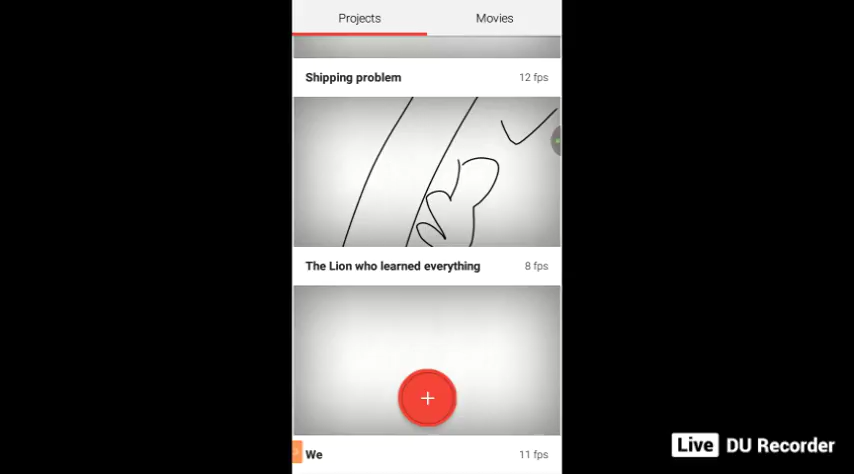 Projects Movies
Shipping problem 12 fps
The Lion who learned everything 8 fps
We 11 fps
Live DU Recorder